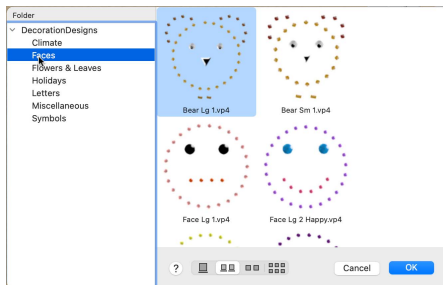 Folder
DecorationDesigns
Climate
Faces
Flowers & Leaves
Holidays
Letters
Miscellaneous
Symbols
Bear Lg 1.vp4
Bear Sm 1.vp4
Face Lg 1.vp4
Face Lg 2 Happy.vp4
?
Cancel
OK